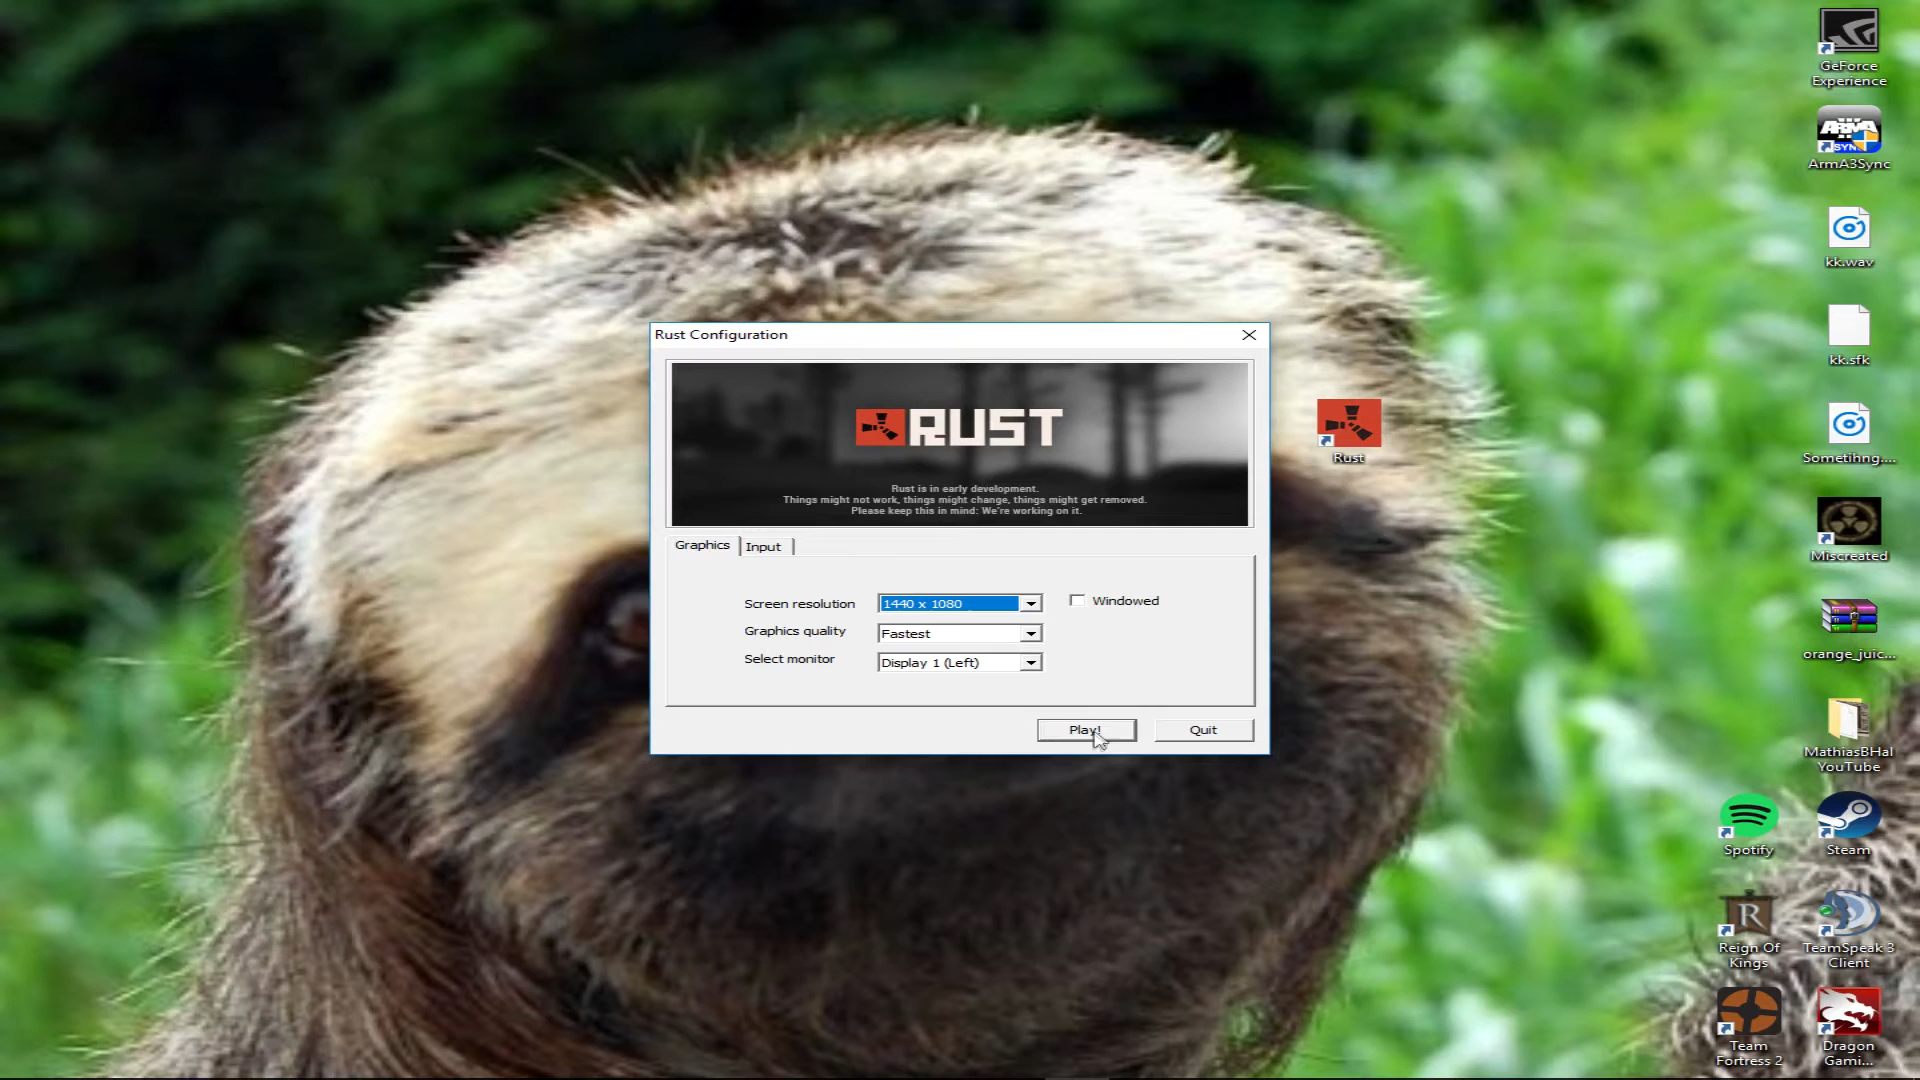 Rust Configuration
RUST
Rust is in early development.
Things might not work, things might change, things might get removed.
Please keep this in mind: We're working on it.
Graphics
Input
Screen resolution
1440 x 1080
Windowed
Graphics quality
Fastest
Select monitor
Display 1 (Left)
Play!
Quit
Rust
GeForce
Experience
ARMA
SYNC
ArmA3Sync
kk.wav
kk.sfk
Sometihng....
Miscreated
orange_juic...
MathiasBHal
YouTube
Spotify
Steam
R
Reign Of
Kings
TeamSpeak 3
Client
Team
Fortress 2
Dragon
Gami...